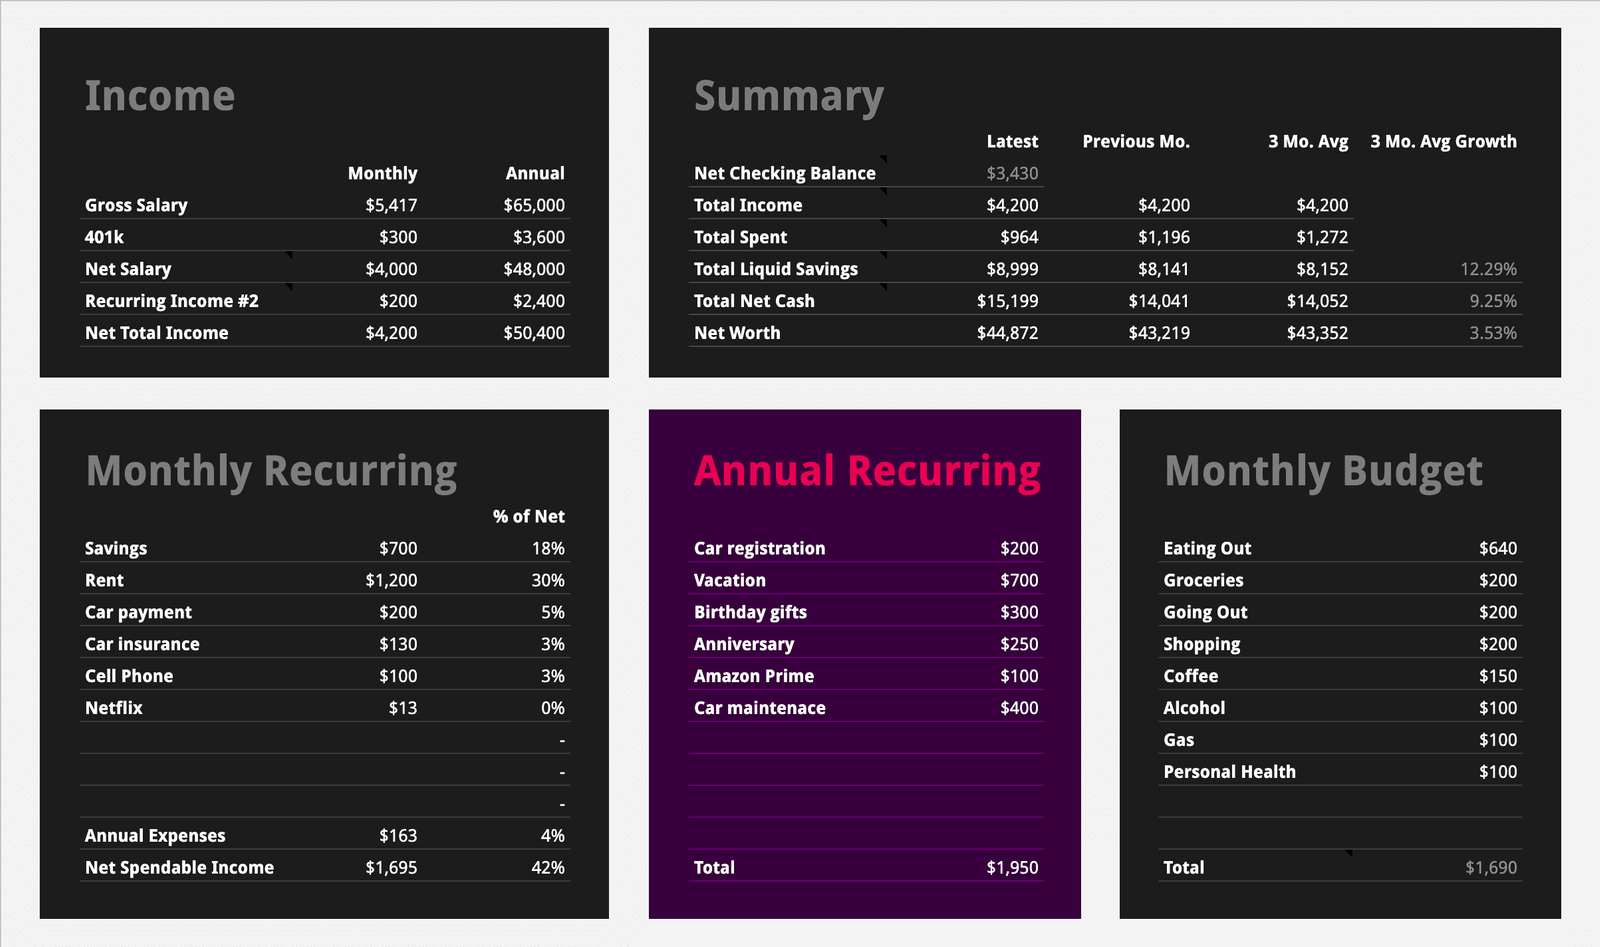 Income
Monthly Annual
Gross Salary $5,417 $65,000
401k $300 $3,600
Net Salary $4,000 $48,000
Recurring Income #2 $200 $2,400
Net Total Income $4,200 $50,400
Summary
Latest Previous Mo. 3 Mo. Avg 3 Mo. Avg Growth
Net Checking Balance $3,430
Total Income $4,200 $4,200 $4,200
Total Spent $964 $1,196 $1,272
Total Liquid Savings $8,999 $8,141 $8,152 12.29%
Total Net Cash $15,199 $14,041 $14,052 9.25%
Net Worth $44,872 $43,219 $43,352 3.53%
Monthly Recurring
% of Net
Savings $700 18%
Rent $1,200 30%
Car payment $200 5%
Car insurance $130 3%
Cell Phone $100 3%
Netflix $13 0%
-
-
-
Annual Expenses $163 4%
Net Spendable Income $1,695 42%
Annual Recurring
Car registration $200
Vacation $700
Birthday gifts $300
Anniversary $250
Amazon Prime $100
Car maintenace $400
Total $1,950
Monthly Budget
Eating Out $640
Groceries $200
Going Out $200
Shopping $200
Coffee $150
Alcohol $100
Gas $100
Personal Health $100
Total $1,690